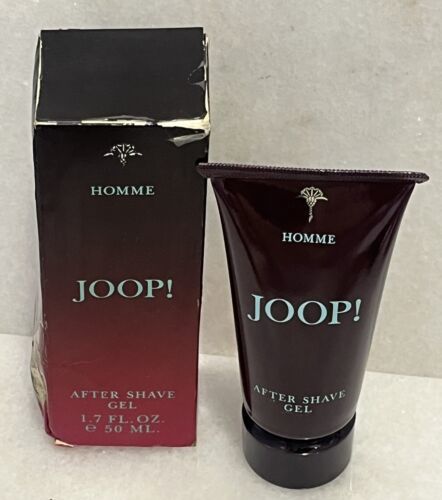 HOMME
JOOP!
AFTER SHAVE
GEL
1.7 FL. OZ.
℮ 50 ML.
HOMME
JOOP!
AFTER SHAVE
GEL